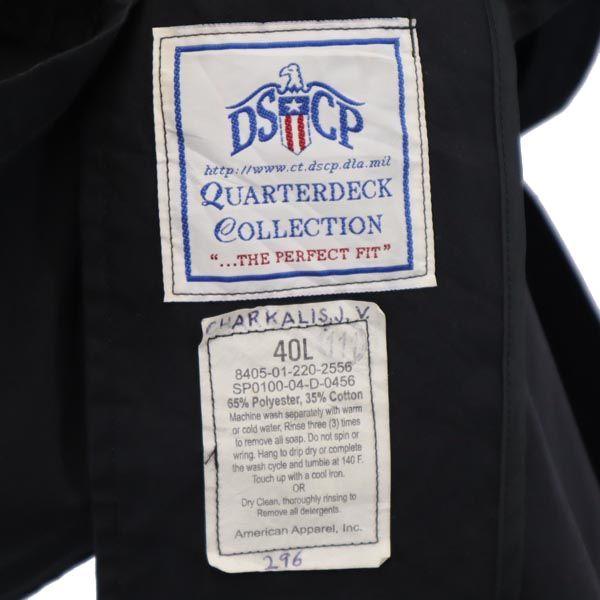 DSCP
http://www.ct.dscp.dla.mil
QUARTERDECK
COLLECTION
"...THE PERFECT FIT"
CHARKALIS, J. V.
40L
8405-01-220-2556
SP0100-04-D-0456
65% Polyester, 35% Cotton
Machine wash separately with warm
or cold water, Rinse three (3) times
to remove all soap. Do not spin or
wring. Hang to drip dry or complete
the wash cycle and tumble at 140 F.
Touch up with a cool Iron.
OR
Dry Clean, thoroughly rinsing to
Remove all detergents.
American Apparel, Inc.
296